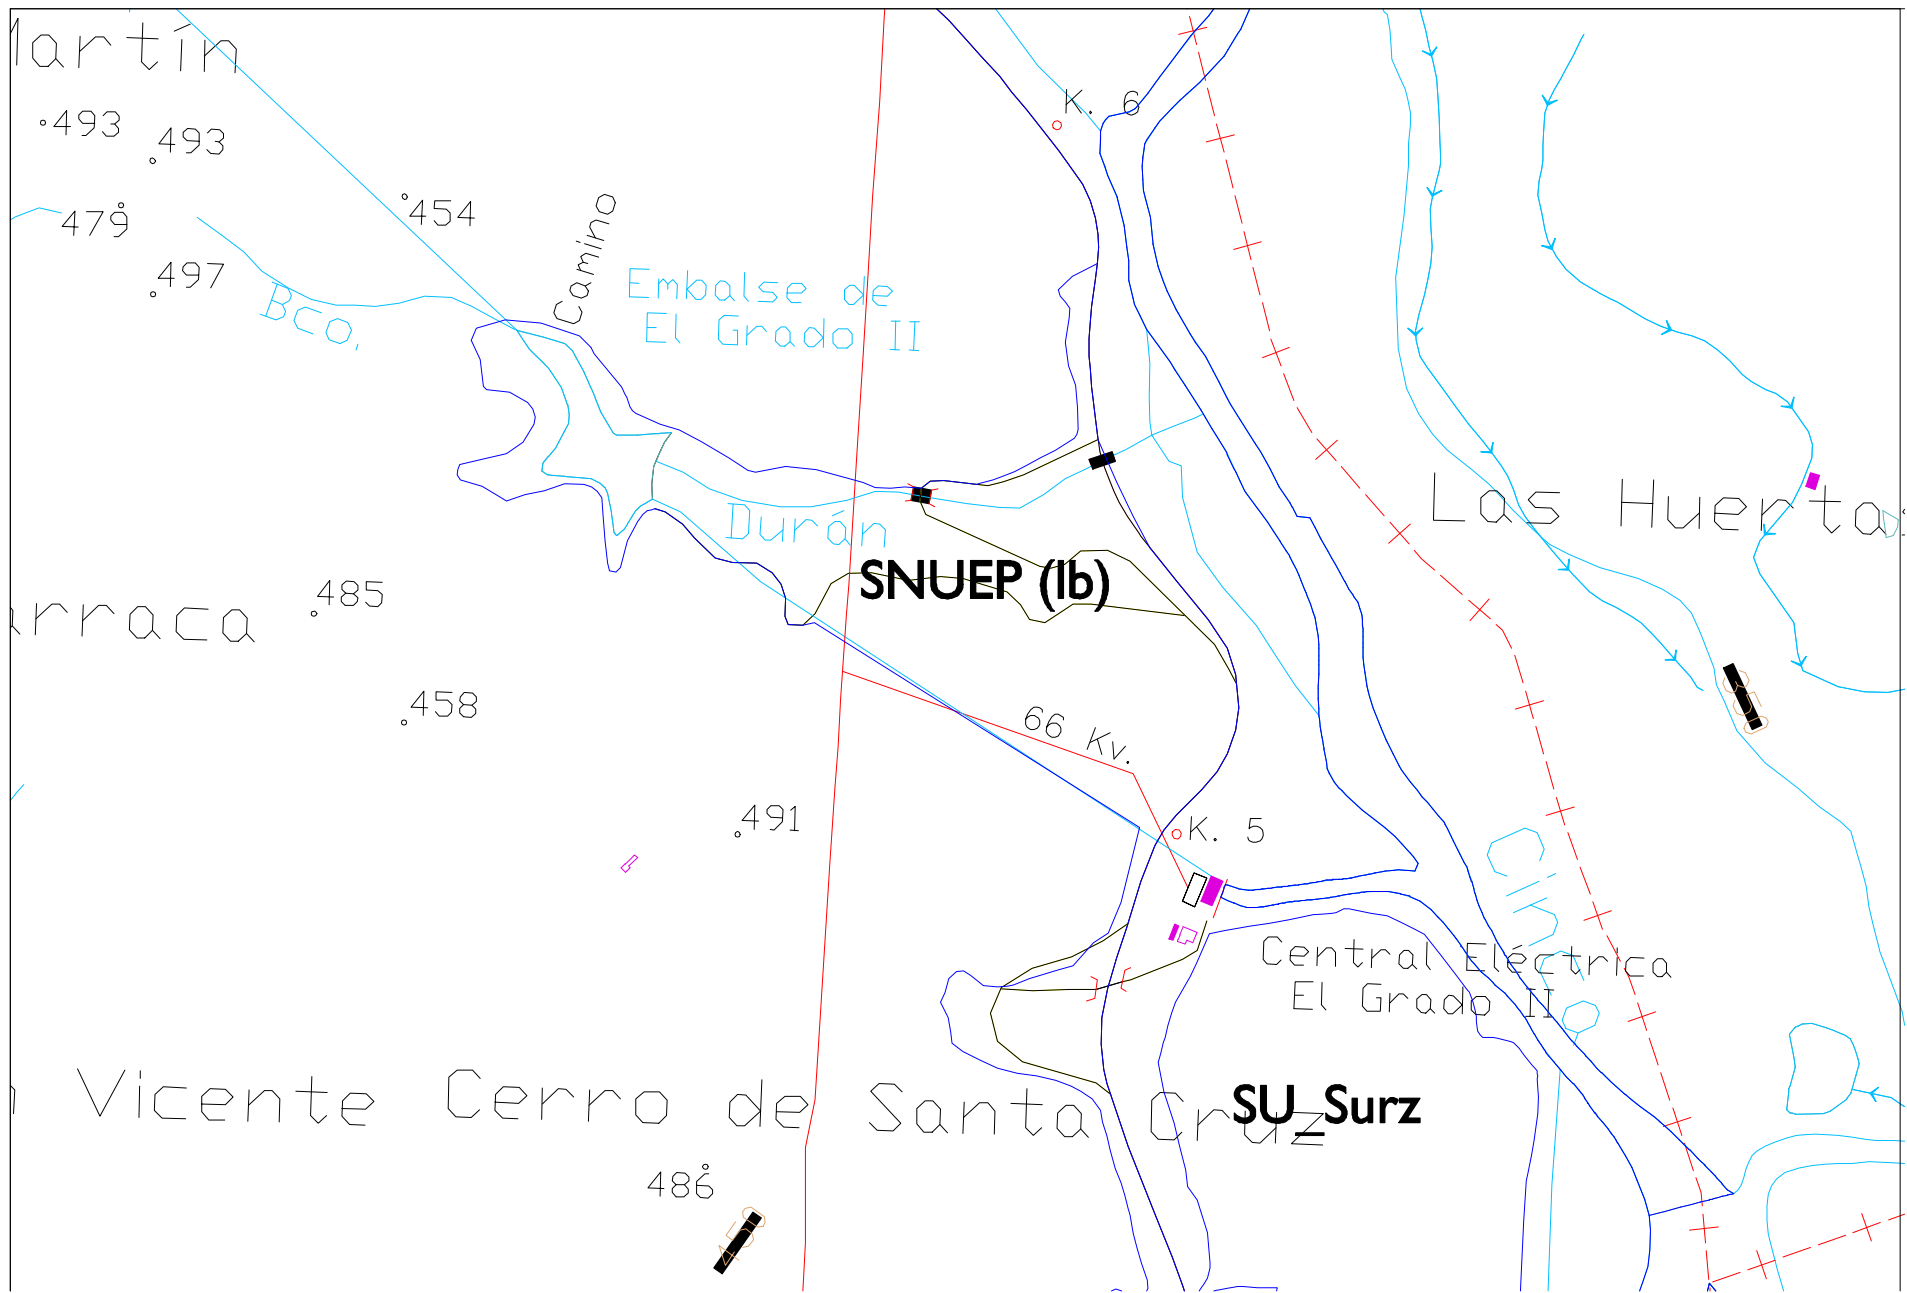 Martín
K. 6
493
493
454
479
Camino
497
Embalse de
El Grado II
Bco.
Las Huertas
Durán
SNUEP (Ib)
485
arraca
458
66 Kv.
491
K. 5
Cinca
Central Eléctrica
El Grado II
Vicente Cerro de Santa Cruz
SU_Surz
486